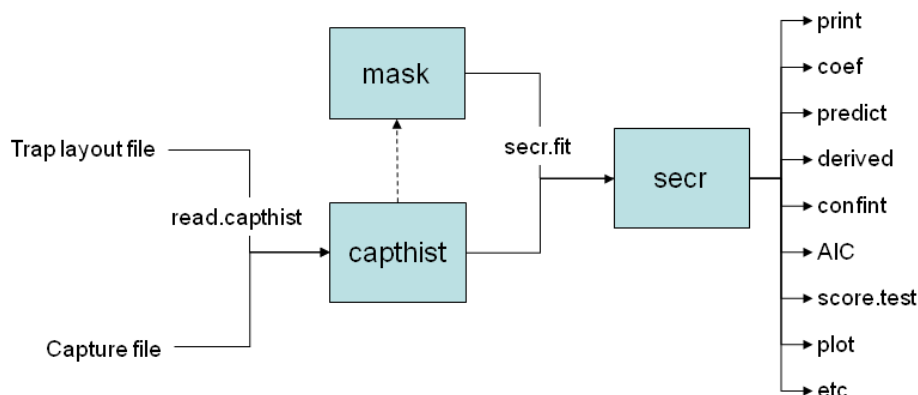 Trap layout file
Capture file
read.capthist
mask
capthist
secr.fit
secr
print
coef
predict
derived
confint
AIC
score.test
plot
etc